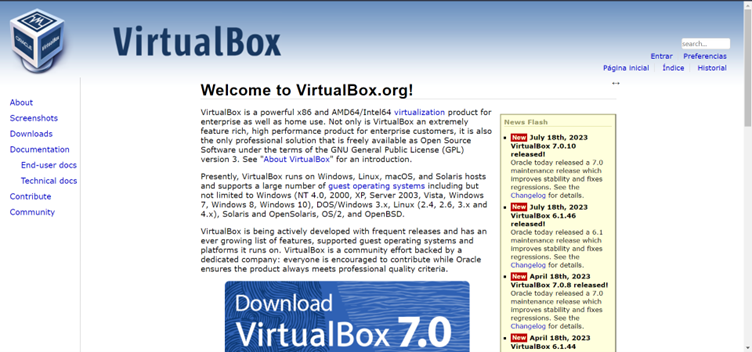 VirtualBox
search...
Entrar Preferencias
Página inicial Índice Historial
About
Screenshots
Downloads
Documentation
End-user docs
Technical docs
Contribute
Community
Welcome to VirtualBox.org!
VirtualBox is a powerful x86 and AMD64/Intel64 virtualization product for
enterprise as well as home use. Not only is VirtualBox an extremely
feature rich, high performance product for enterprise customers, it is also
the only professional solution that is freely available as Open Source
Software under the terms of the GNU General Public License (GPL)
version 3. See "About VirtualBox" for an introduction.
Presently, VirtualBox runs on Windows, Linux, macOS, and Solaris hosts
and supports a large number of guest operating systems including but
not limited to Windows (NT 4.0, 2000, XP, Server 2003, Vista, Windows
7, Windows 8, Windows 10), DOS/Windows 3.x, Linux (2.4, 2.6, 3.x and
4.x), Solaris and OpenSolaris, OS/2, and OpenBSD.
VirtualBox is being actively developed with frequent releases and has an
ever growing list of features, supported guest operating systems and
platforms it runs on. VirtualBox is a community effort backed by a
dedicated company: everyone is encouraged to contribute while Oracle
ensures the product always meets professional quality criteria.
Download
VirtualBox 7.0
News Flash
New July 18th, 2023
VirtualBox 7.0.10
released!
Oracle today released a 7.0
maintenance release which
improves stability and fixes
regressions. See the
Changelog for details.
New July 18th, 2023
VirtualBox 6.1.46
released!
Oracle today released a 6.1
maintenance release which
improves stability and fixes
regressions. See the
Changelog for details.
New April 18th, 2023
VirtualBox 7.0.8 released!
Oracle today released a 7.0
maintenance release which
improves stability and fixes
regressions. See the
Changelog for details.
New April 18th, 2023
VirtualBox 6.1.44